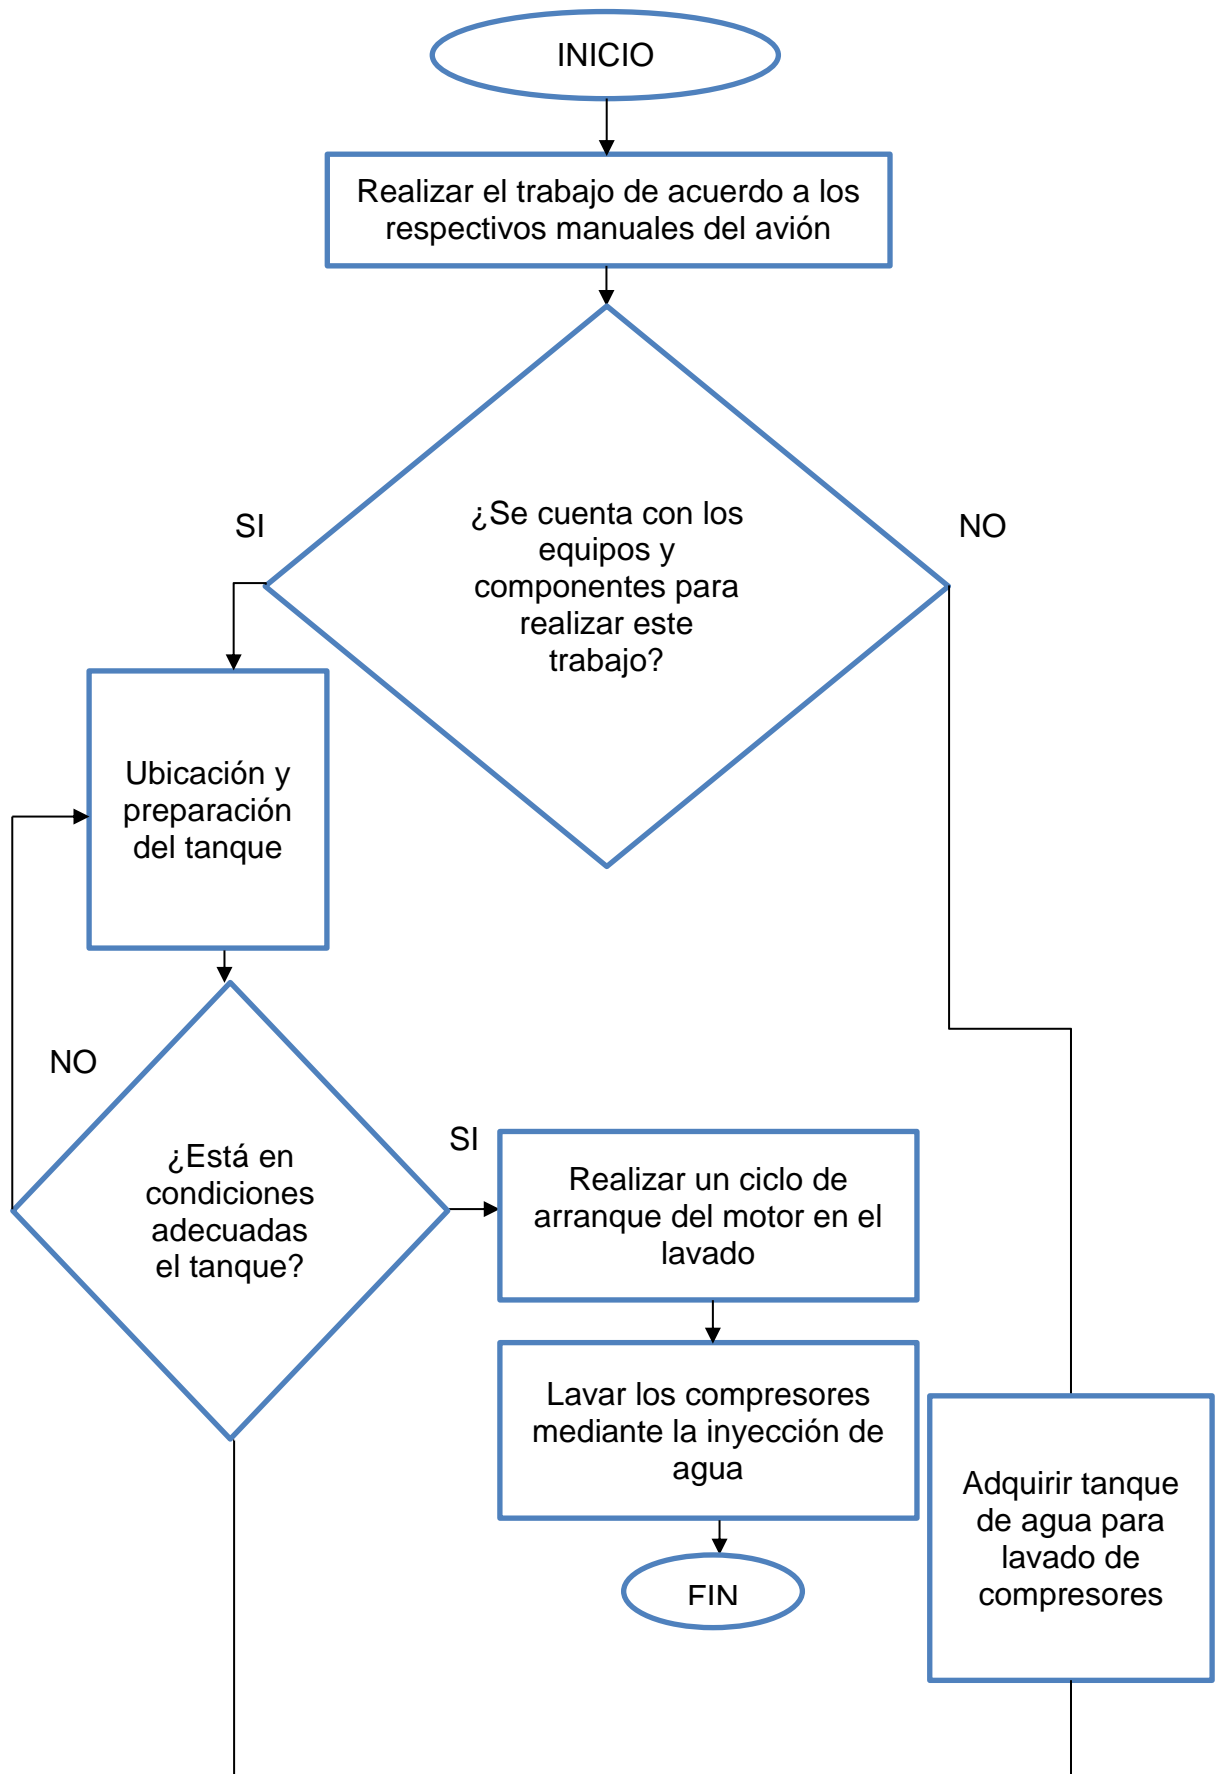 INICIO
Realizar el trabajo de acuerdo a los
respectivos manuales del avión
¿Se cuenta con los
equipos y
componentes para
realizar este
trabajo?
SI
NO
Ubicación y
preparación
del tanque
NO
¿Está en
condiciones
adecuadas
el tanque?
SI
Realizar un ciclo de
arranque del motor en el
lavado
Lavar los compresores
mediante la inyección de
agua
FIN
Adquirir tanque
de agua para
lavado de
compresores